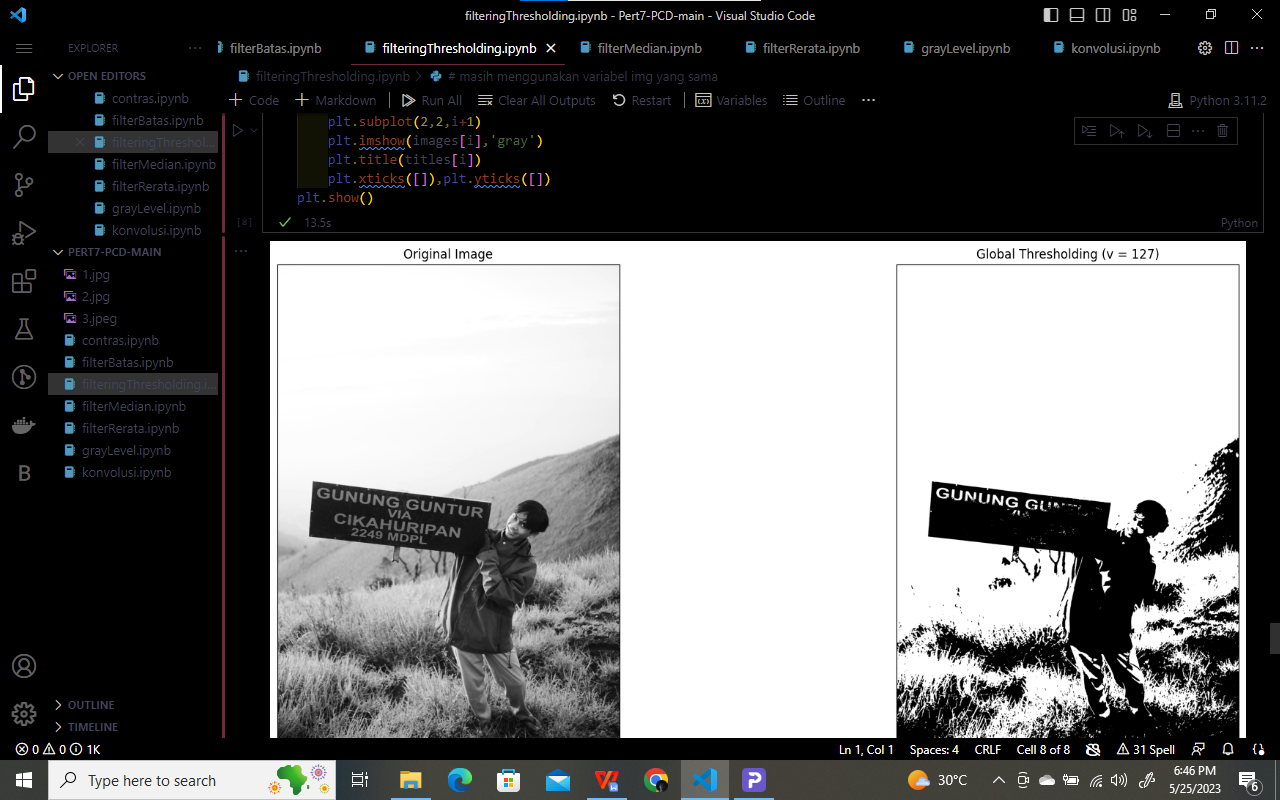 filteringThresholding.ipynb - Pert7-PCD-main - Visual Studio Code
EXPLORER
filterBatas.ipynb
filteringThresholding.ipynb
filterMedian.ipynb
filterRerata.ipynb
grayLevel.ipynb
konvolusi.ipynb
OPEN EDITORS
contras.ipynb
filterBatas.ipynb
filteringThreshol...
filterMedian.ipynb
filterRerata.ipynb
grayLevel.ipynb
konvolusi.ipynb
PERT7-PCD-MAIN
1.jpg
2.jpg
3.jpeg
contras.ipynb
filterBatas.ipynb
filteringThresholding.i...
filterMedian.ipynb
filterRerata.ipynb
grayLevel.ipynb
konvolusi.ipynb
OUTLINE
TIMELINE
filteringThresholding.ipynb > # masih menggunakan variabel img yang sama
Code Markdown Run All Clear All Outputs Restart Variables Outline ... Python 3.11.2
plt.subplot(2,2,i+1)
plt.imshow(images[i],'gray')
plt.title(titles[i])
plt.xticks([]),plt.yticks([])
plt.show()
[8] 13.5s Python
Original Image
GUNUNG GUNTUR
VIA
CIKAHURIPAN
2249 MDPL
Global Thresholding (v = 127)
GUNUNG GUNT
0 0 1K
Ln 1, Col 1 Spaces: 4 CRLF Cell 8 of 8 31 Spell
Type here to search
30°C
6:46 PM
5/25/2023
6